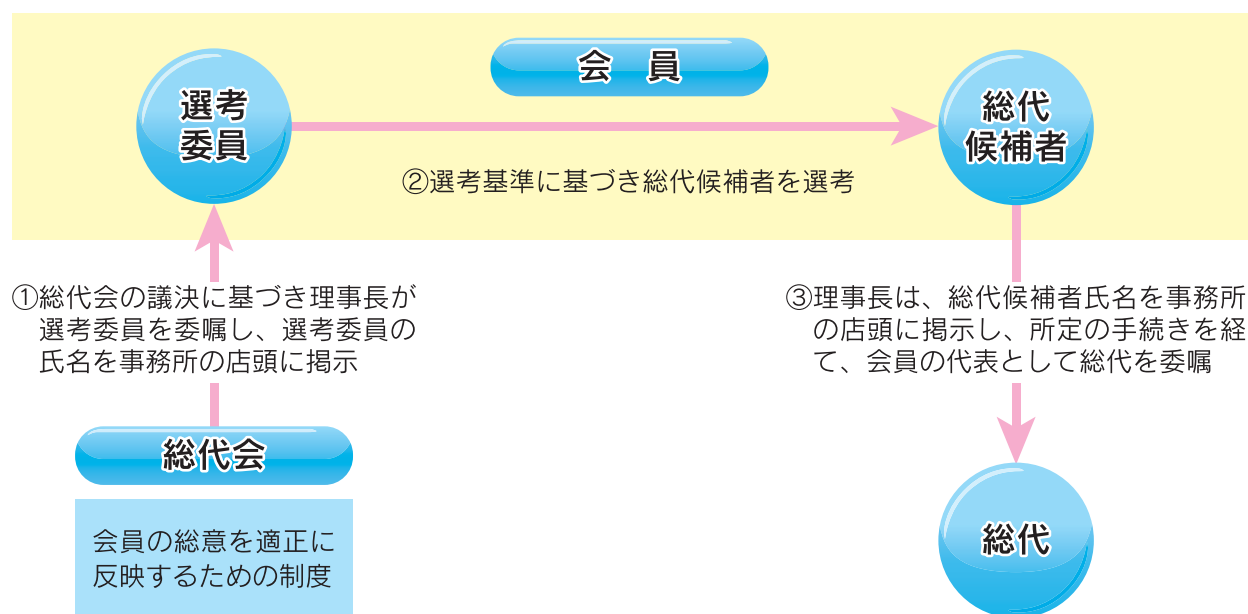 会　員
選考
委員
総代
候補者
②選考基準に基づき総代候補者を選考
①総代会の議決に基づき理事長が
選考委員を委嘱し、選考委員の
氏名を事務所の店頭に掲示
③理事長は、総代候補者氏名を事務所
の店頭に掲示し、所定の手続きを経
て、会員の代表として総代を委嘱
総代会
会員の総意を適正に
反映するための制度
総代